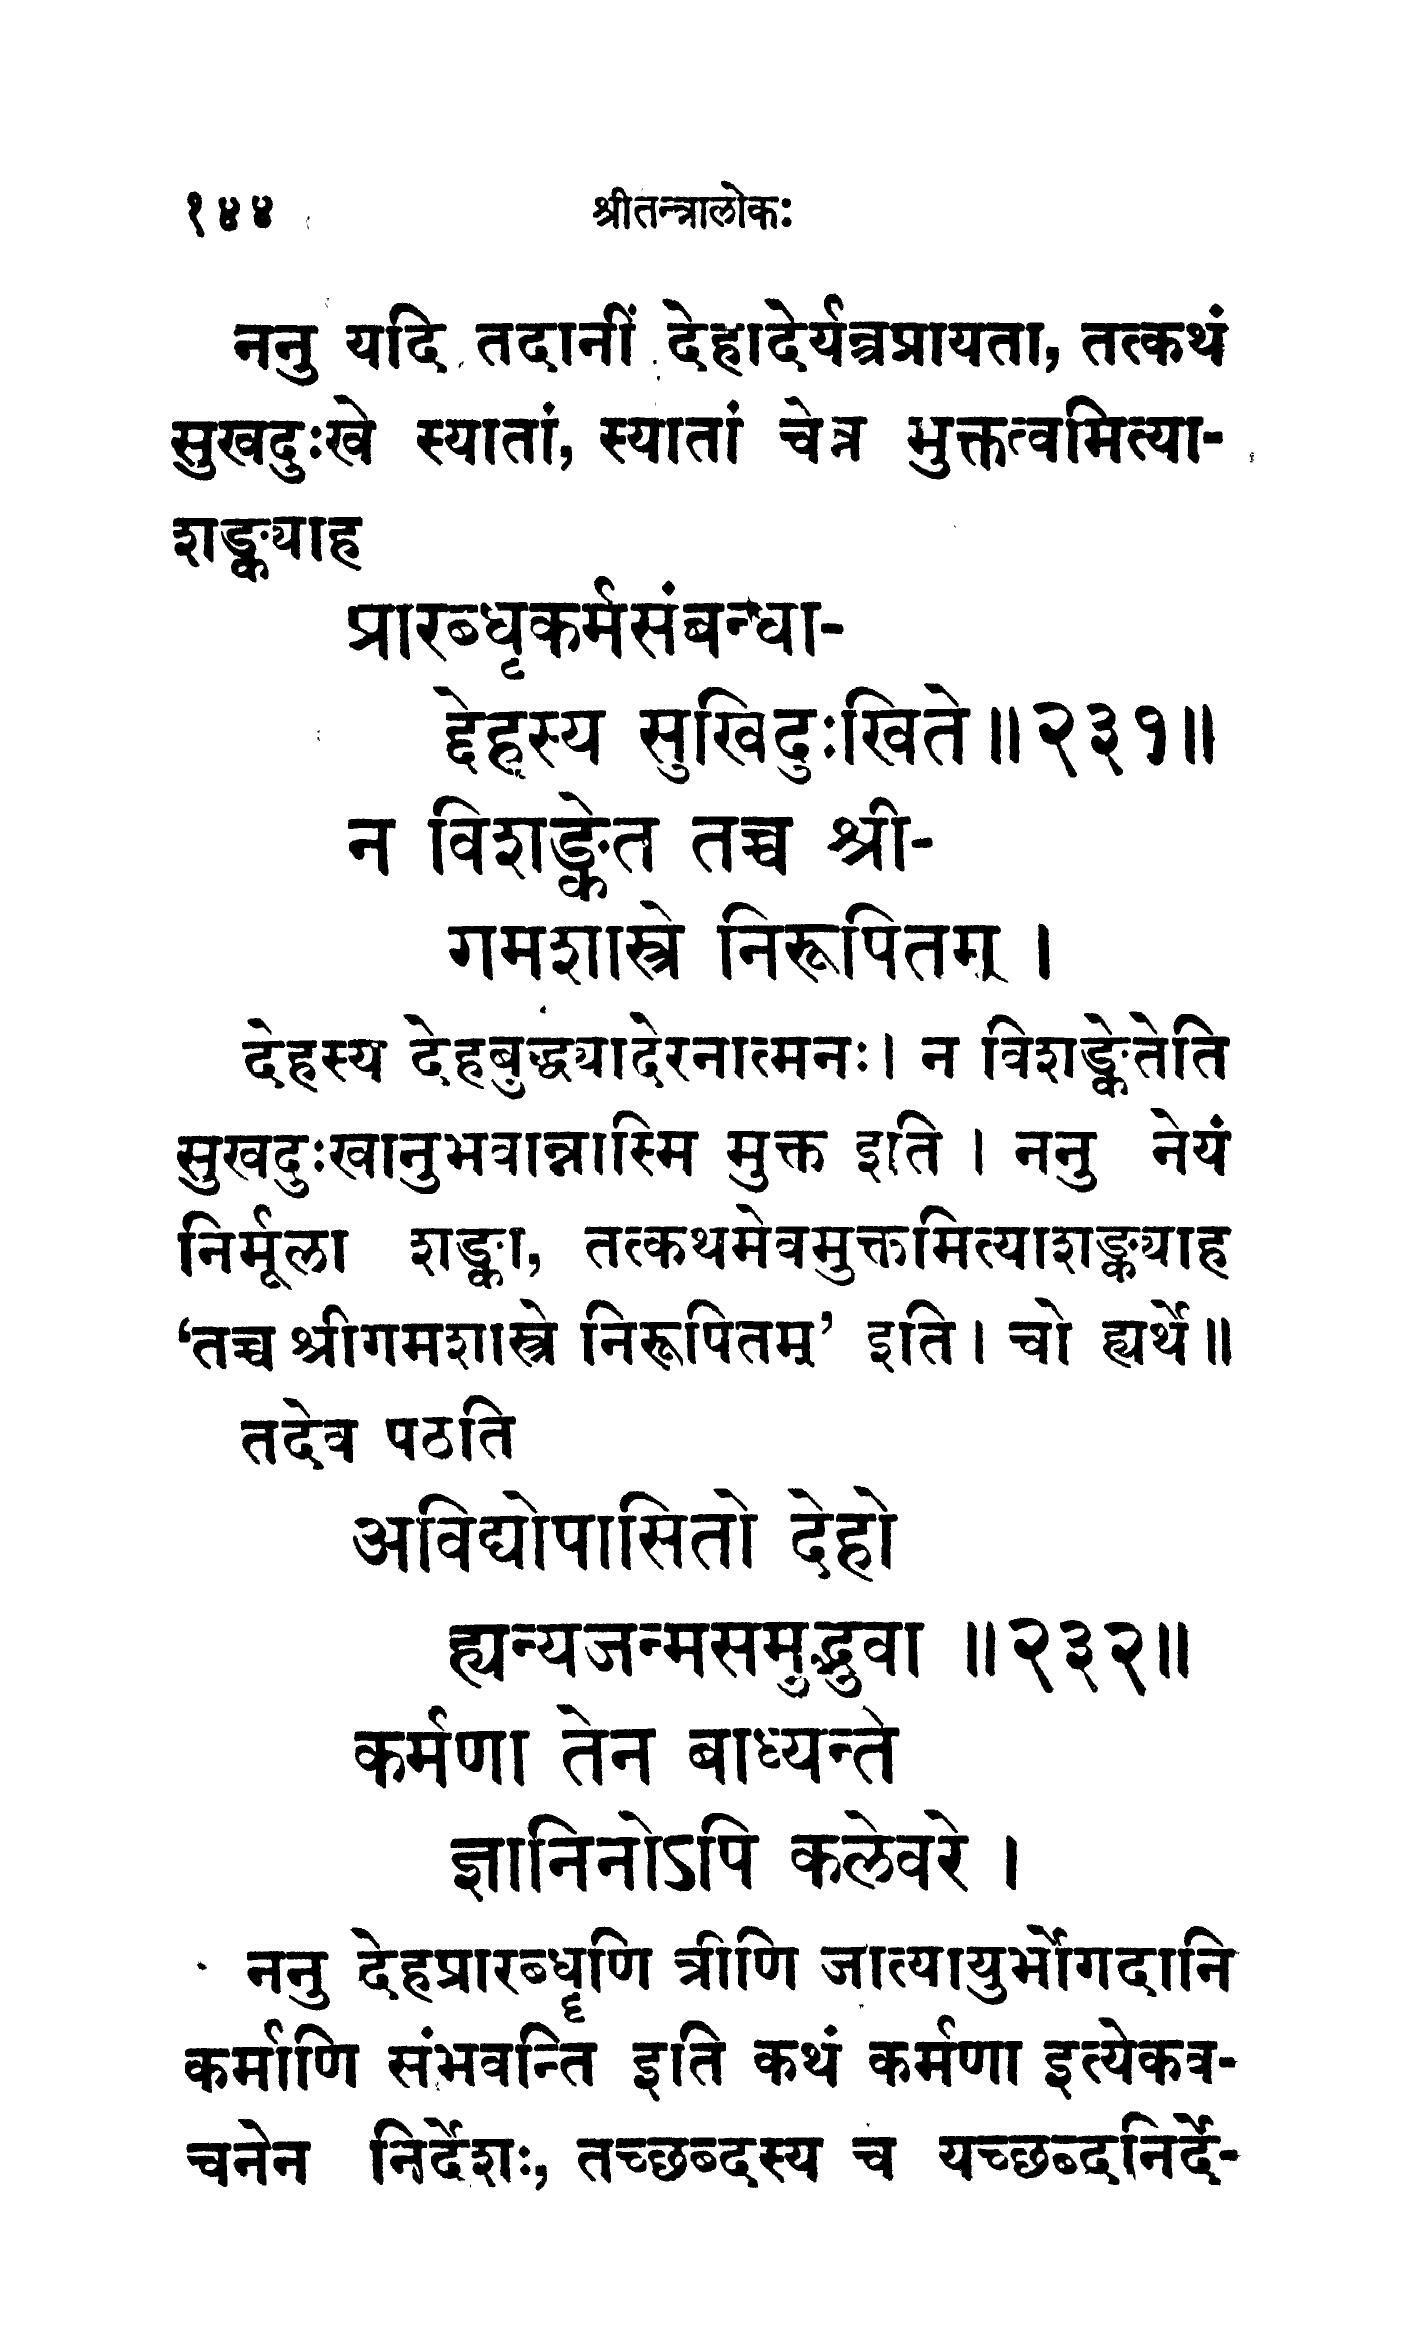 १४४ श्रीतन्त्रालोकः
ननु यदि तदानीं देहादेर्यन्त्रप्रायता, तत्कथं
सुखदुःखे स्यातां, स्यातां चेन्न मुक्तत्वमित्या-
शङ्क्याह
प्रारब्धृकर्मसंबन्धा-
द्देहस्य सुखिदुःखिते॥२३१॥
न विशङ्केत तच्च श्री-
गमशास्त्रे निरूपितम् ।
देहस्य देहबुद्ध्यादेरनात्मनः। न विशङ्केतेति
सुखदुःखानुभवान्नास्मि मुक्त इति । ननु नेयं
निर्मूला शङ्का, तत्कथमेवमुक्तमित्याशङ्क्याह
‘तच्च श्रीगमशास्त्रे निरूपितम्’ इति। चो ह्यर्थे॥
तदेव पठति
अविद्योपासितो देहो
ह्यन्यजन्मसमुद्भुवा ॥२३२॥
कर्मणा तेन बाध्यन्ते
ज्ञानिनोऽपि कलेवरे ।
ननु देहप्रारब्धॄणि त्रीणि जात्यायुर्भोगदानि
कर्माणि संभवन्ति इति कथं कर्मणा इत्येकव-
चनेन निर्देशः, तच्छब्दस्य च यच्छब्दनिर्दे-